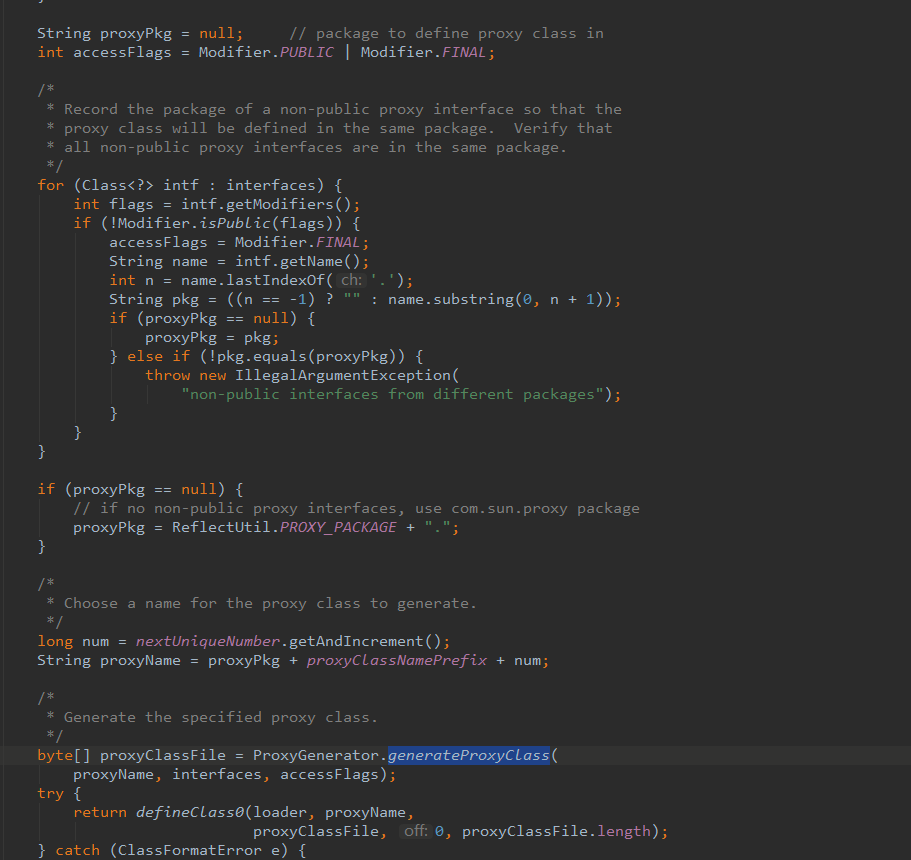 }
String proxyPkg = null;     // package to define proxy class in
int accessFlags = Modifier.PUBLIC | Modifier.FINAL;
/*
 * Record the package of a non-public proxy interface so that the
 * proxy class will be defined in the same package.  Verify that
 * all non-public proxy interfaces are in the same package.
 */
for (Class<?> intf : interfaces) {
    int flags = intf.getModifiers();
    if (!Modifier.isPublic(flags)) {
        accessFlags = Modifier.FINAL;
        String name = intf.getName();
        int n = name.lastIndexOf( ch: '.');
        String pkg = ((n == -1) ? "" : name.substring(0, n + 1));
        if (proxyPkg == null) {
            proxyPkg = pkg;
        } else if (!pkg.equals(proxyPkg)) {
            throw new IllegalArgumentException(
                "non-public interfaces from different packages");
        }
    }
}
if (proxyPkg == null) {
    // if no non-public proxy interfaces, use com.sun.proxy package
    proxyPkg = ReflectUtil.PROXY_PACKAGE + ".";
}
/*
 * Choose a name for the proxy class to generate.
 */
long num = nextUniqueNumber.getAndIncrement();
String proxyName = proxyPkg + proxyClassNamePrefix + num;
/*
 * Generate the specified proxy class.
 */
byte[] proxyClassFile = ProxyGenerator.generateProxyClass(
    proxyName, interfaces, accessFlags);
try {
    return defineClass0(loader, proxyName,
                        proxyClassFile, off: 0, proxyClassFile.length);
} catch (ClassFormatError e) {